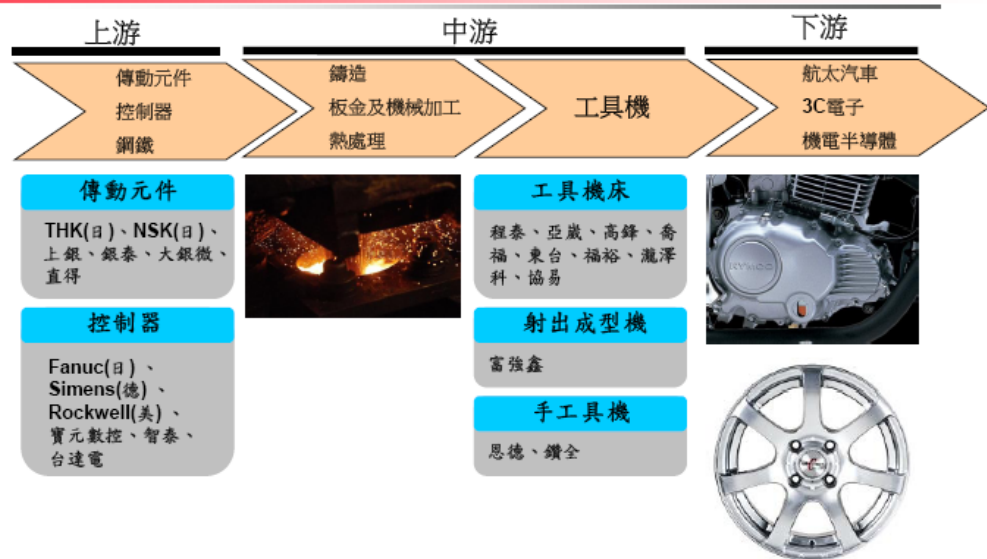 上游
中游
下游
傳動元件
控制器
鋼鐵
鑄造
板金及機械加工
熱處理
工具機
航太汽車
3C電子
機電半導體
傳動元件
THK(日)、NSK(日)、
上銀、銀泰、大銀微、
直得
控制器
Fanuc(日)、
Simens(德)、
Rockwell(美)、
寶元數控、智泰、
台達電
工具機床
程泰、亞崴、高鋒、喬
福、東台、福裕、瀧澤
科、協易
射出成型機
富強鑫
手工具機
恩德、鑽全
KYMCO